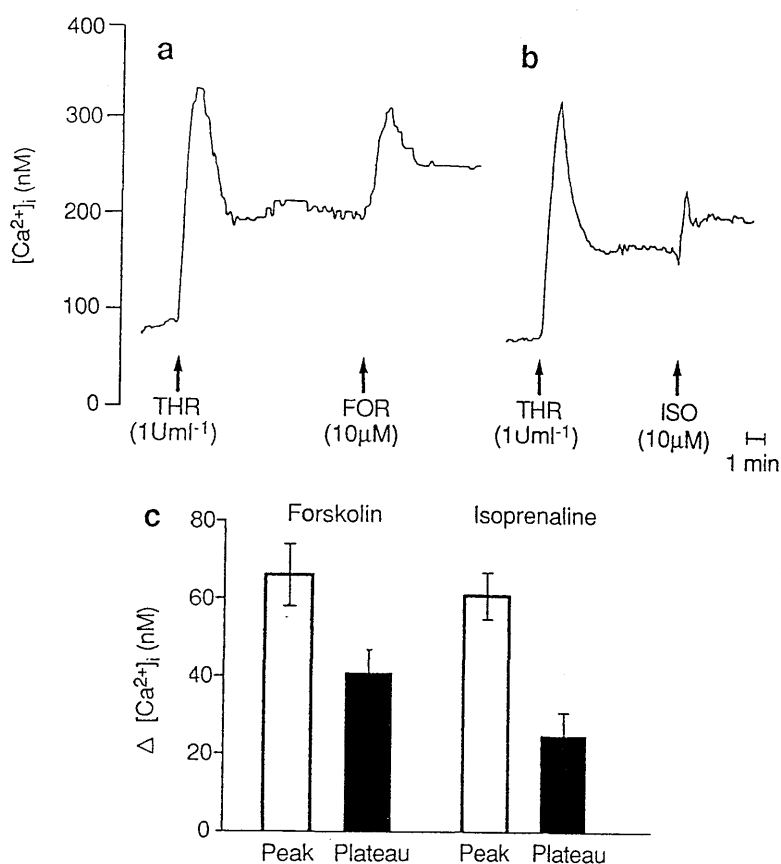 400
a
b
300
[Ca²⁺]ᵢ (nM)
200
100
0
THR
(1Uml⁻¹)
FOR
(10µM)
THR
(1Uml⁻¹)
ISO
(10µM)
1 min
c
80
Forskolin
Isoprenaline
60
△ [Ca²⁺]ᵢ (nM)
40
20
0
Peak Plateau Peak Plateau